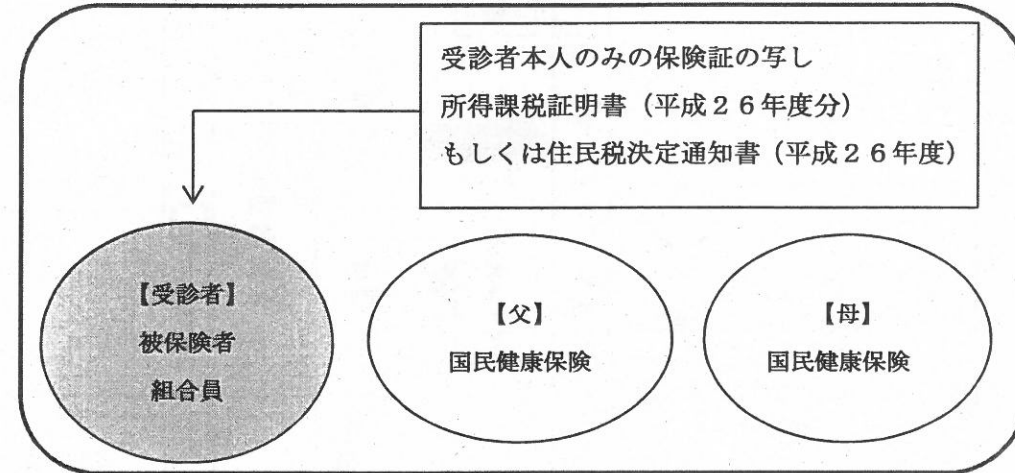 受診者本人のみの保険証の写し
所得課税証明書（平成２６年度分）
もしくは住民税決定通知書（平成２６年度）
【受診者】
被保険者
組合員
【父】
国民健康保険
【母】
国民健康保険